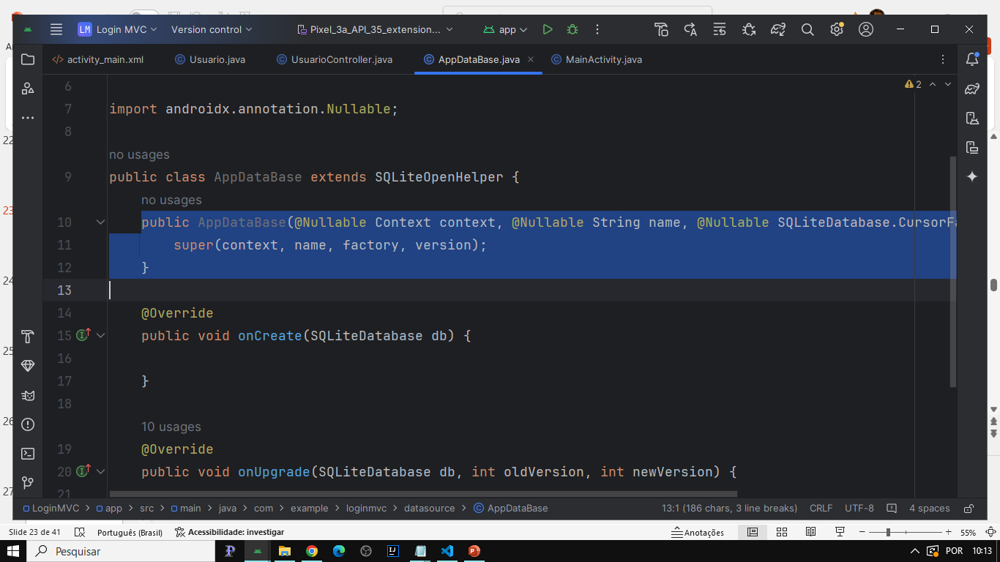 LM Login MVC Version control Pixel_3a_API_35_extension... app
activity_main.xml Usuario.java UsuarioController.java AppDataBase.java MainActivity.java
6 2
7 import androidx.annotation.Nullable;
8
no usages
9 public class AppDataBase extends SQLiteOpenHelper {
no usages
10 public AppDataBase(@Nullable Context context, @Nullable String name, @Nullable SQLiteDatabase.CursorFa
11 super(context, name, factory, version);
12 }
13
14 @Override
15 public void onCreate(SQLiteDatabase db) {
16
17 }
18
10 usages
19 @Override
20 public void onUpgrade(SQLiteDatabase db, int oldVersion, int newVersion) {
21
22
23
24
25
26
27
LoginMVC > app > src > main > java > com > example > loginmvc > datasource > AppDataBase 13:1 (186 chars, 3 line breaks) CRLF UTF-8 4 spaces
Slide 23 de 41 Português (Brasil) Acessibilidade: investigar Anotações 55%
Pesquisar POR 10:13